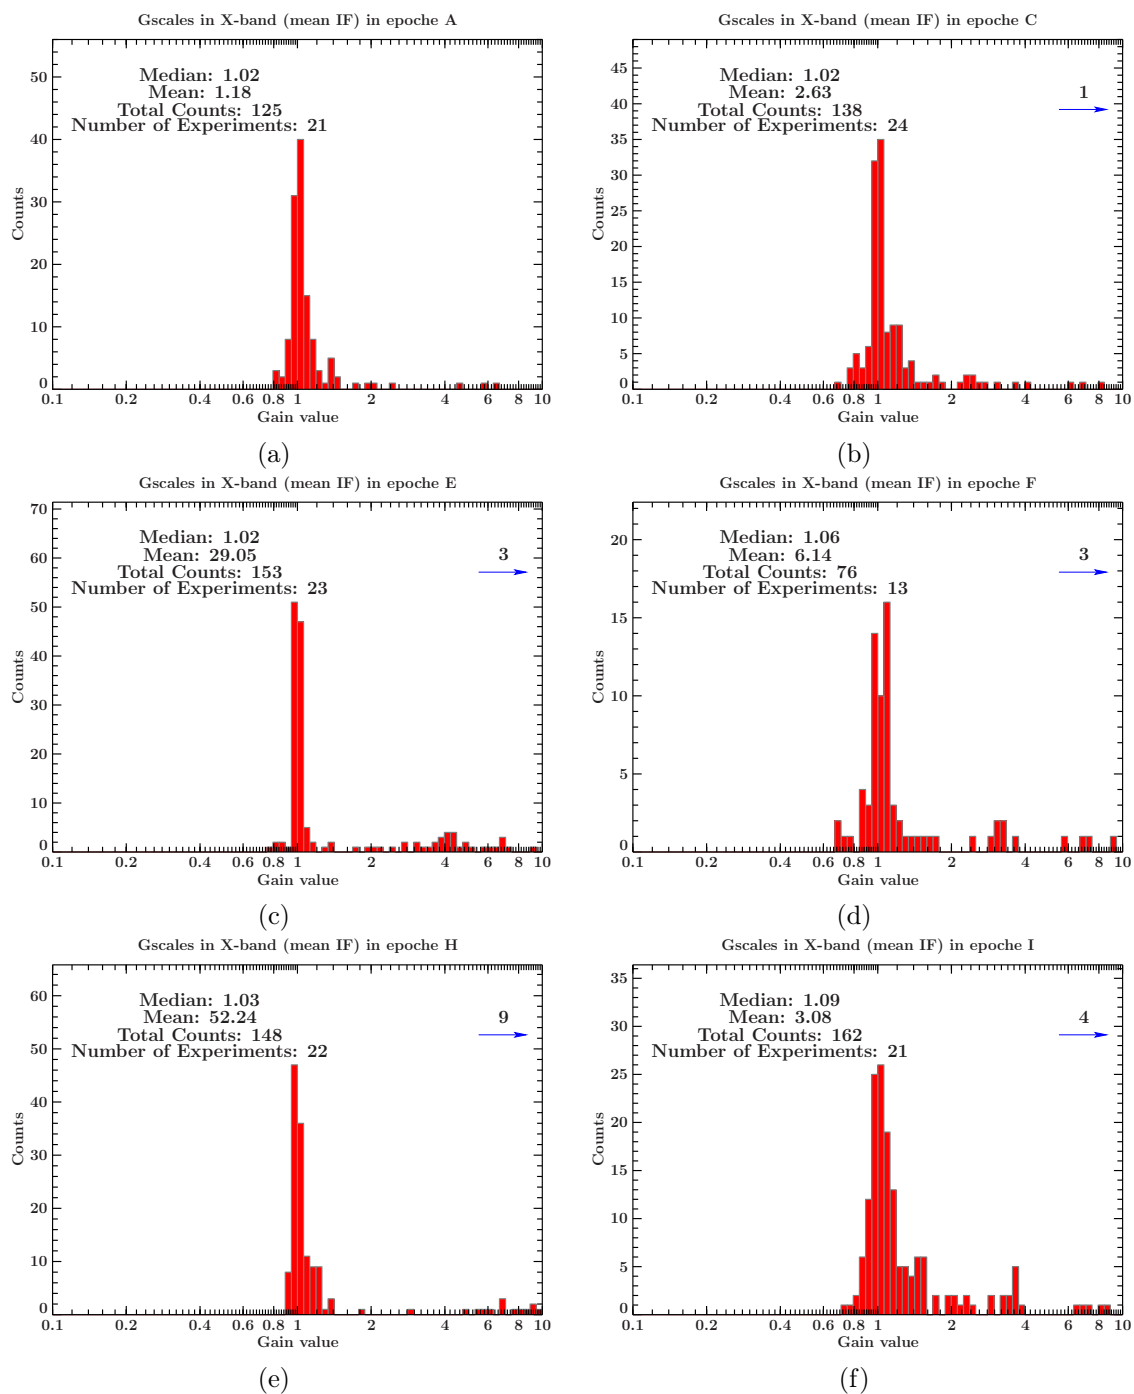 Gscales in X-band (mean IF) in epoche A
Median: 1.02
Mean: 1.18
Total Counts: 125
Number of Experiments: 21
50
40
30
20
10
0
Counts
0.1 0.2 0.4 0.6 0.8 1 2 4 6 8 10
Gain value
(a)
Gscales in X-band (mean IF) in epoche C
Median: 1.02
Mean: 2.63
Total Counts: 138
Number of Experiments: 24
1
45
40
35
30
25
20
15
10
5
0
Counts
0.1 0.2 0.4 0.6 0.8 1 2 4 6 8 10
Gain value
(b)
Gscales in X-band (mean IF) in epoche E
Median: 1.02
Mean: 29.05
Total Counts: 153
Number of Experiments: 23
3
70
60
50
40
30
20
10
0
Counts
0.1 0.2 0.4 0.6 0.8 1 2 4 6 8 10
Gain value
(c)
Gscales in X-band (mean IF) in epoche F
Median: 1.06
Mean: 6.14
Total Counts: 76
Number of Experiments: 13
3
20
15
10
5
0
Counts
0.1 0.2 0.4 0.6 0.8 1 2 4 6 8 10
Gain value
(d)
Gscales in X-band (mean IF) in epoche H
Median: 1.03
Mean: 52.24
Total Counts: 148
Number of Experiments: 22
9
60
50
40
30
20
10
0
Counts
0.1 0.2 0.4 0.6 0.8 1 2 4 6 8 10
Gain value
(e)
Gscales in X-band (mean IF) in epoche I
Median: 1.09
Mean: 3.08
Total Counts: 162
Number of Experiments: 21
4
35
30
25
20
15
10
5
0
Counts
0.1 0.2 0.4 0.6 0.8 1 2 4 6 8 10
Gain value
(f)